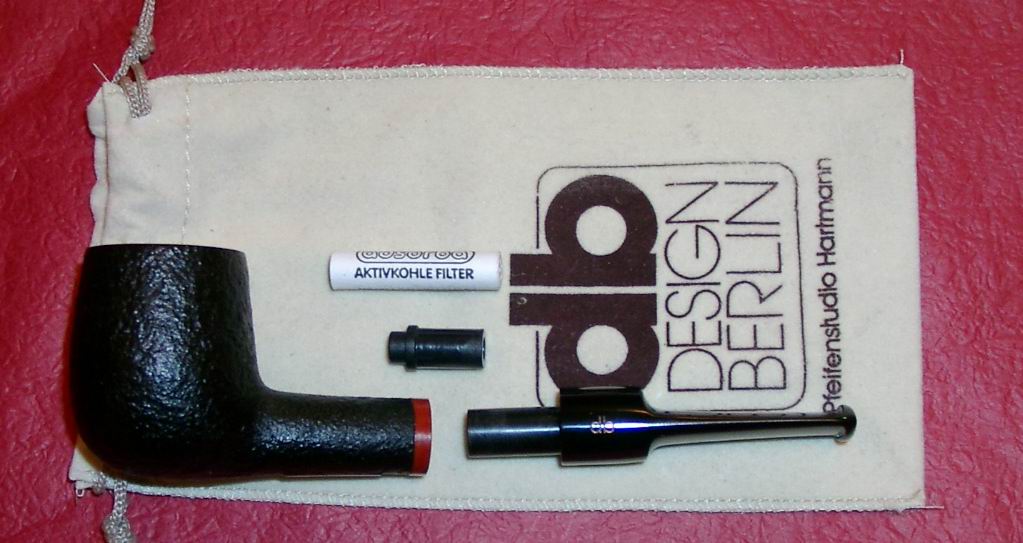 absorba
AKTIVKOHLE FILTER
db
DESIGN
BERLIN
Pfeifenstudio Hartmann
db